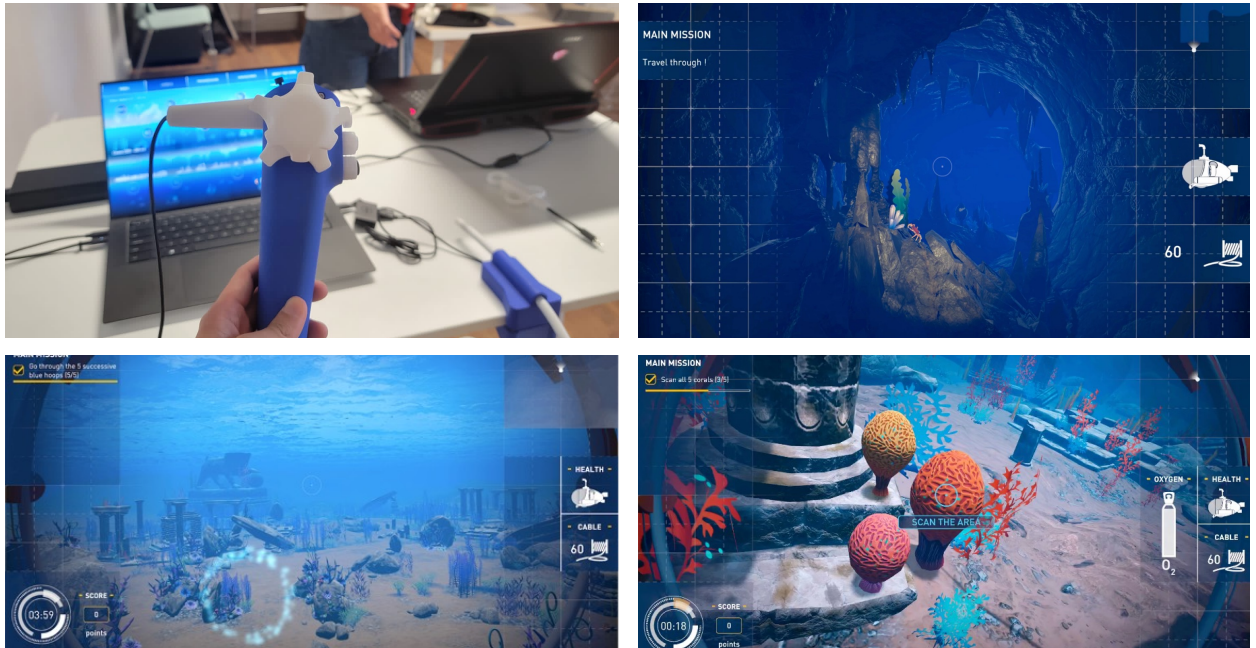 MAIN MISSION
Travel through !
60
MAIN MISSION
Go through the 5 successive
blue hoops (5/5)
HEALTH
CABLE
60
03:59
SCORE
0
points
MAIN MISSION
Scan all 5 corals (3/5)
SCAN THE AREA
OXYGEN
O2
HEALTH
CABLE
60
00:18
SCORE
0
points